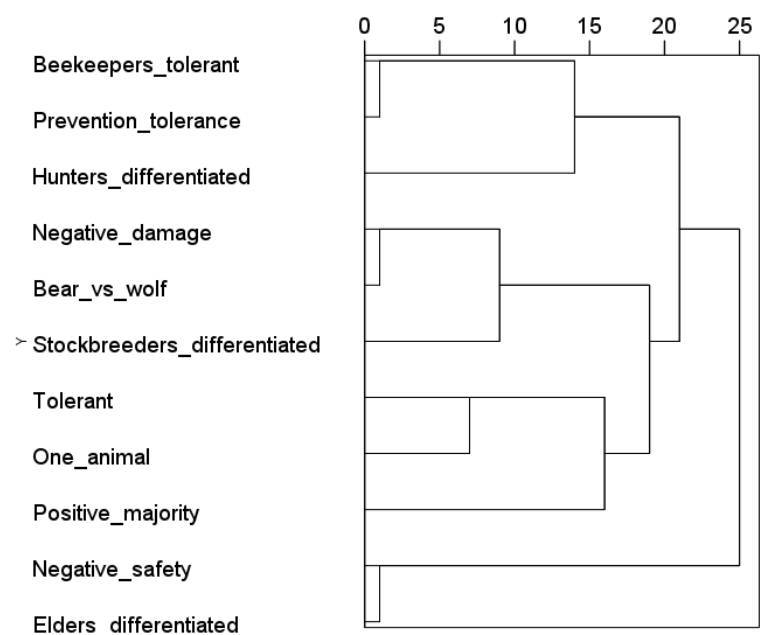 0 5 10 15 20 25
Beekeepers_tolerant
Prevention_tolerance
Hunters_differentiated
Negative_damage
Bear_vs_wolf
Y
Stockbreeders_differentiated
Tolerant
One_animal
Positive_majority
Negative_safety
Elders_differentiated